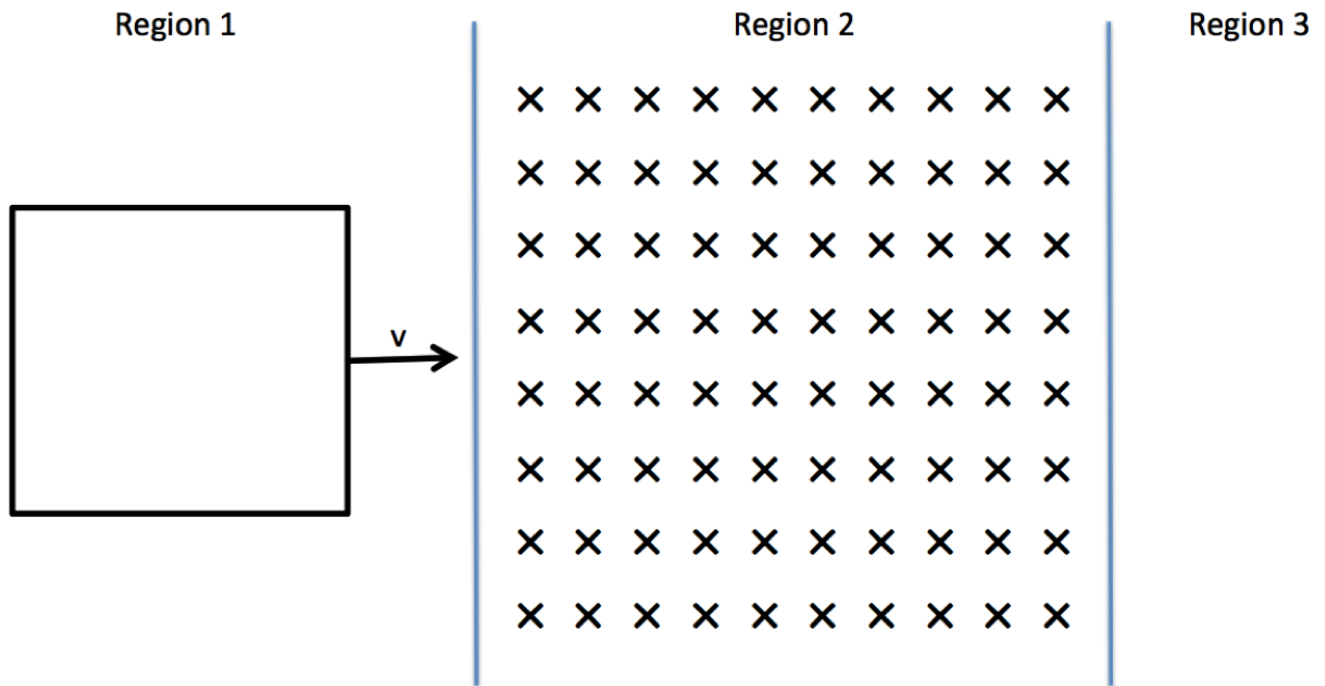 Region 1
Region 2
Region 3
× × × × × × × × × ×
× × × × × × × × × ×
× × × × × × × × × ×
v
× × × × × × × × × ×
× × × × × × × × × ×
× × × × × × × × × ×
× × × × × × × × × ×
× × × × × × × × × ×